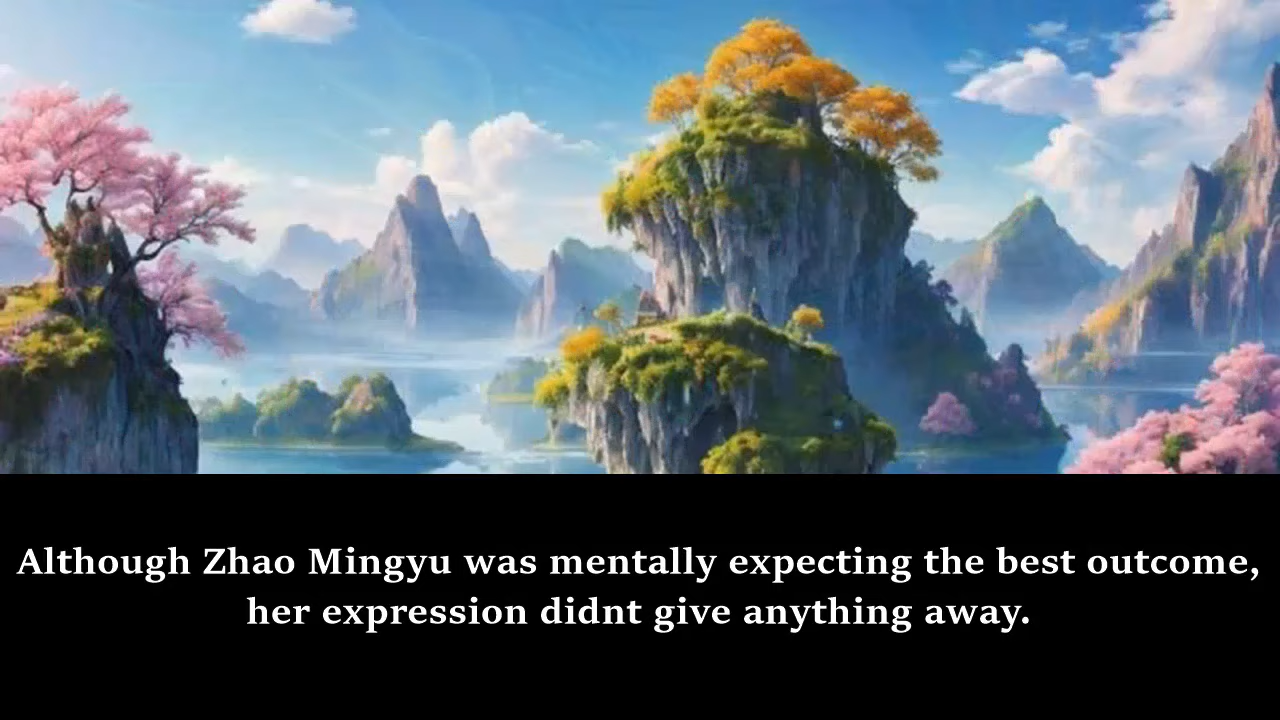 Although Zhao Mingyu was mentally expecting the best outcome,
her expression didnt give anything away.